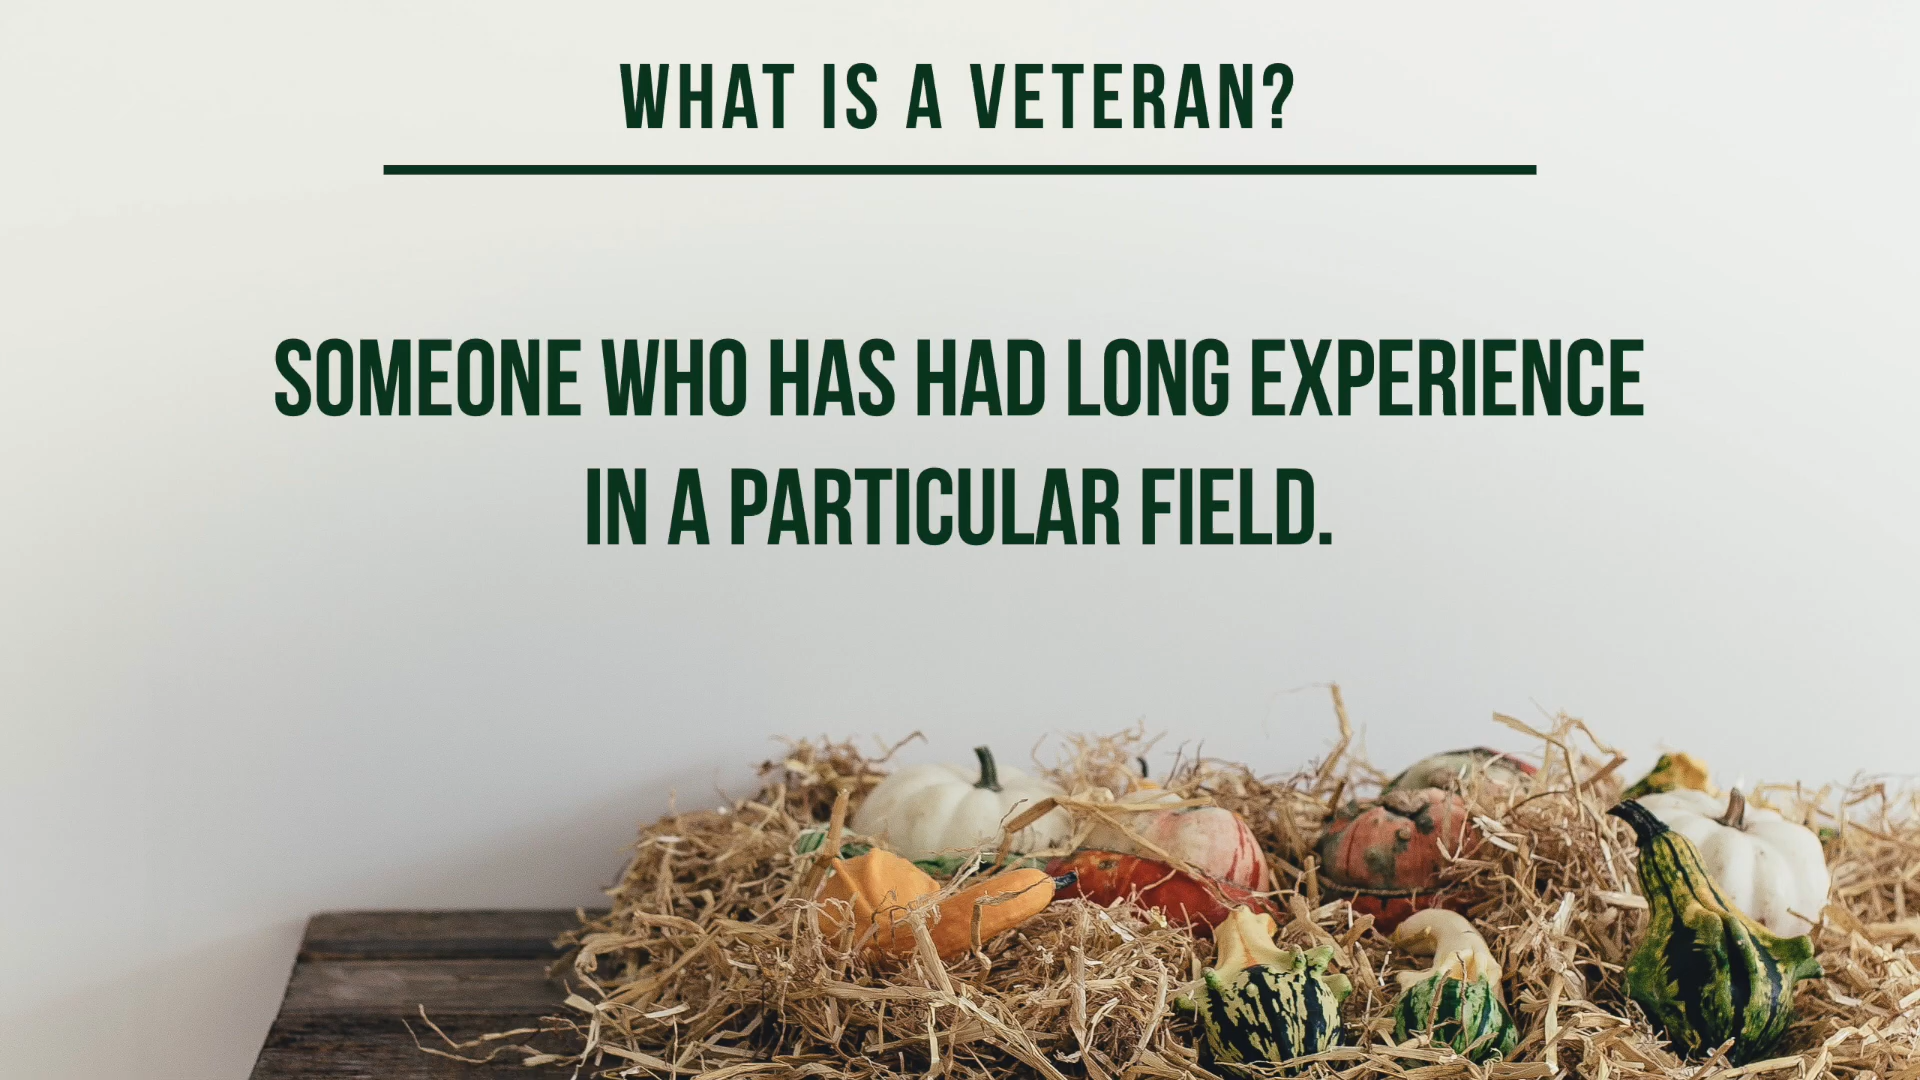 WHAT IS A VETERAN?
SOMEONE WHO HAS HAD LONG EXPERIENCE
IN A PARTICULAR FIELD.